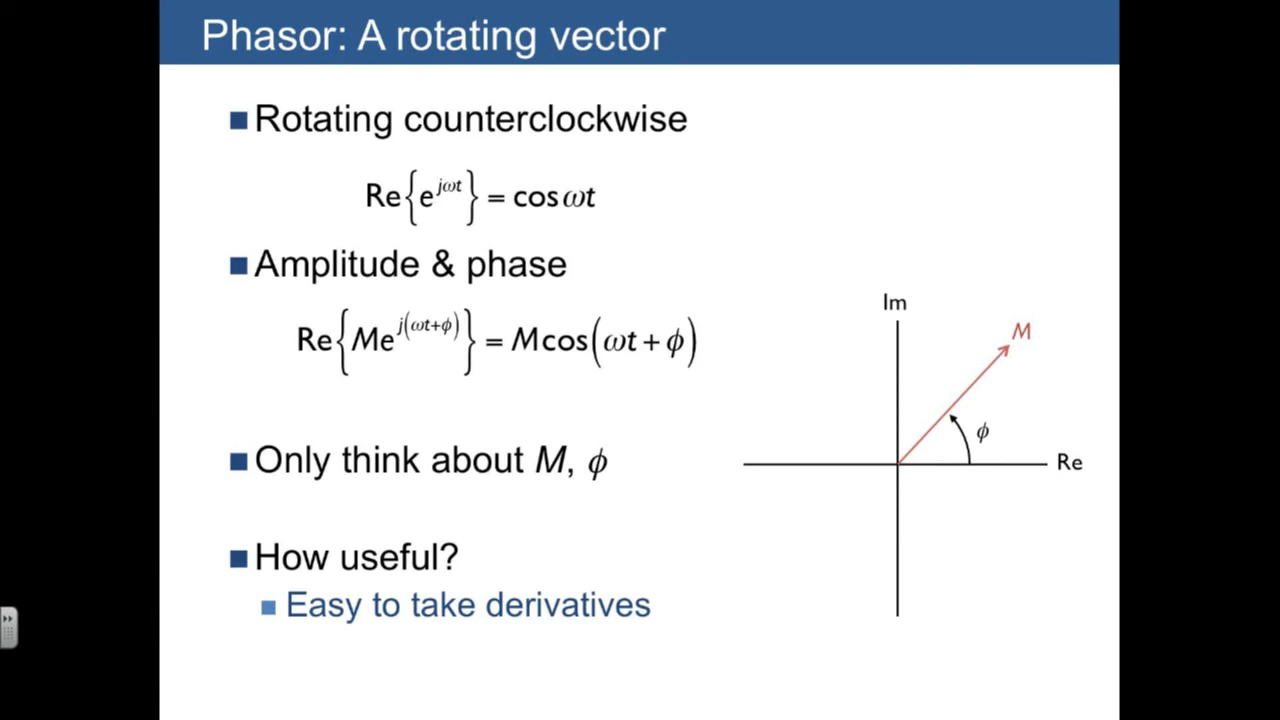 Phasor: A rotating vector
Rotating counterclockwise
Re{e^{jωt}} = cos ωt
Amplitude & phase
Re{Me^{j(ωt+ϕ)}} = M cos(ωt + ϕ)
Im
M
ϕ
Re
Only think about M, ϕ
How useful?
Easy to take derivatives